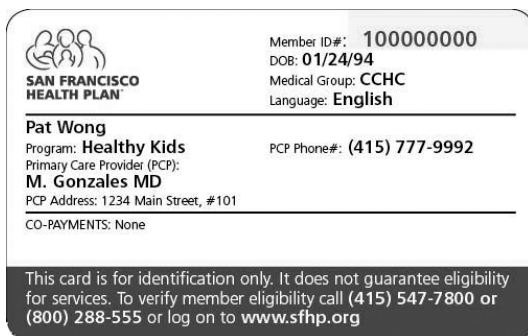 SAN FRANCISCO
HEALTH PLAN
Member ID#: 100000000
DOB: 01/24/94
Medical Group: CCHC
Language: English
Pat Wong
Program: Healthy Kids
Primary Care Provider (PCP):
M. Gonzales MD
PCP Address: 1234 Main Street, #101
PCP Phone#: (415) 777-9992
CO-PAYMENTS: None
This card is for identification only. It does not guarantee eligibility
for services. To verify member eligibility call (415) 547-7800 or
(800) 288-555 or log on to www.sfhp.org